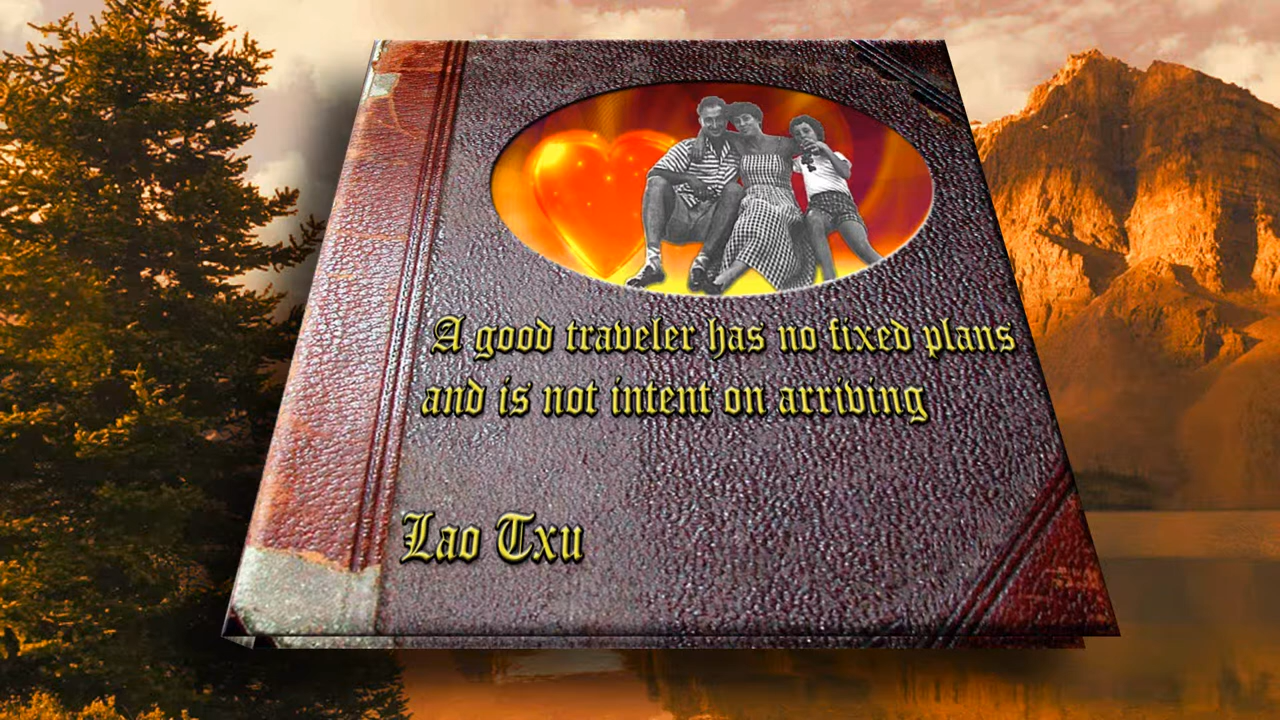 A good traveler has no fixed plans
and is not intent on arriving
Lao Txu